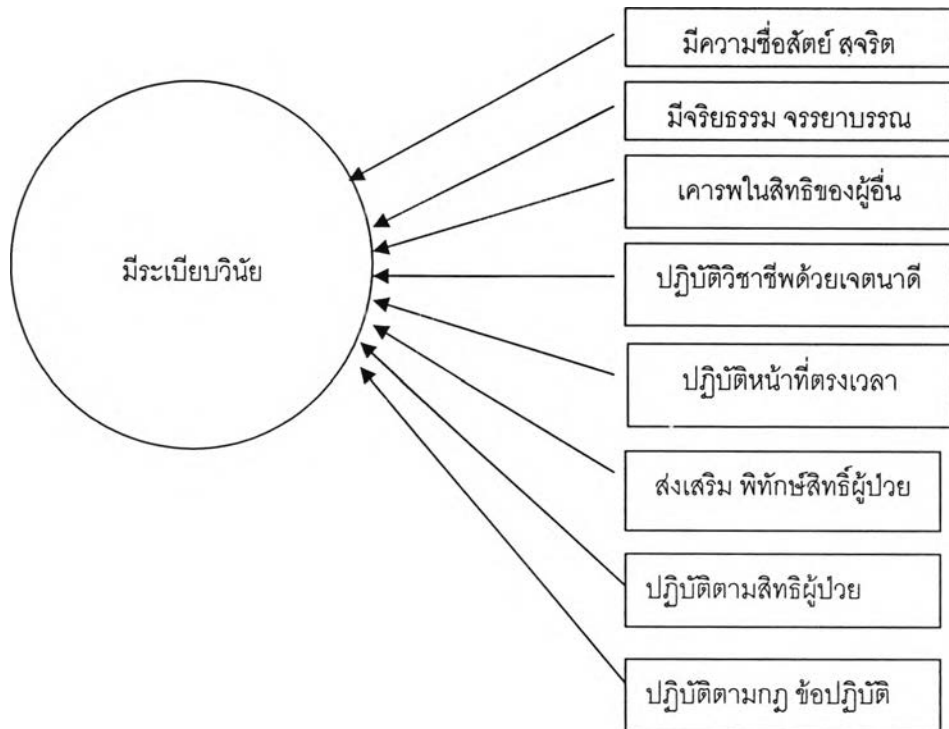 มีความซื่อสัตย์ สุจริต
มีจริยธรรม จรรยาบรรณ
เคารพในสิทธิของผู้อื่น
มีระเบียบวินัย
ปฏิบัติวิชาชีพด้วยเจตนาดี
ปฏิบัติหน้าที่ตรงเวลา
ส่งเสริม พิทักษ์สิทธิ์ผู้ป่วย
ปฏิบัติตามสิทธิผู้ป่วย
ปฏิบัติตามกฎ ข้อปฏิบัติ